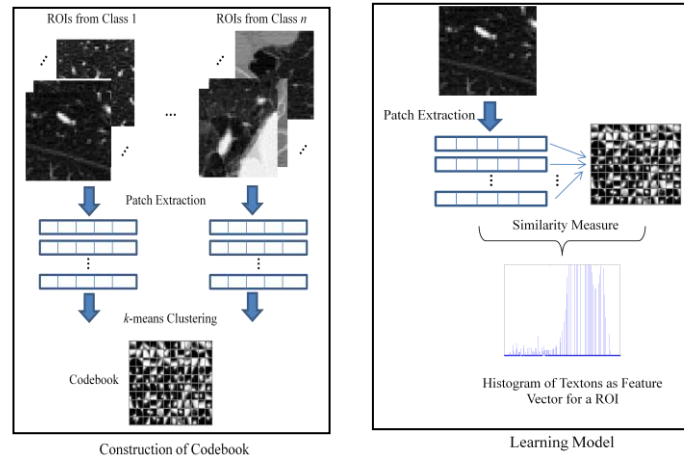 ROIs from Class 1
ROIs from Class n
...
Patch Extraction
k-means Clustering
Codebook
Construction of Codebook
Patch Extraction
Similarity Measure
Histogram of Textons as Feature
Vector for a ROI
Learning Model